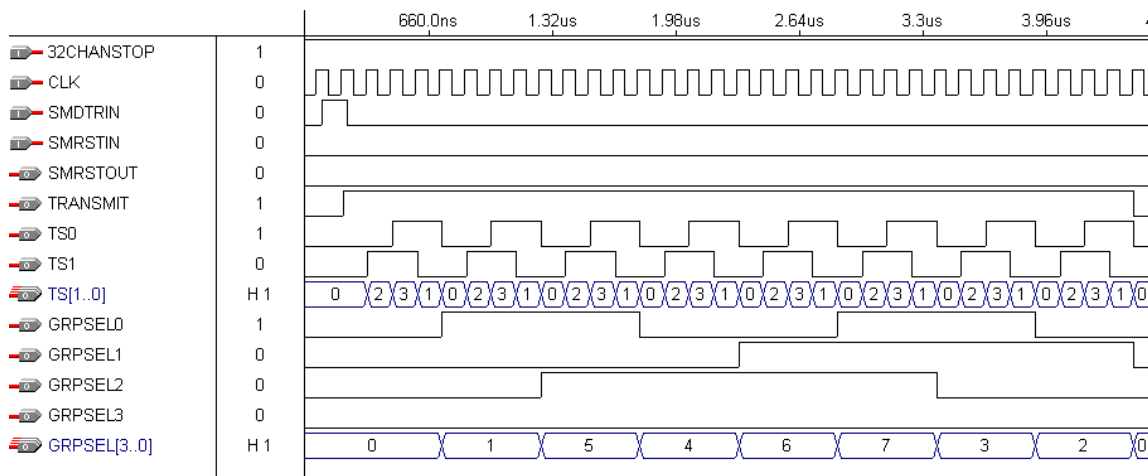 660.0ns 1.32us 1.98us 2.64us 3.3us 3.96us 4
32CHANSTOP 1
CLK 0
SMDTRIN 0
SMRSTIN 0
SMRSTOUT 0
TRANSMIT 1
TS0 1
TS1 0
TS[1..0] H 1 0 2 3 1 0 2 3 1 0 2 3 1 0 2 3 1 0 2 3 1 0 2 3 1 0 2 3 1 0 2 3 1 0
GRPSEL0 1
GRPSEL1 0
GRPSEL2 0
GRPSEL3 0
GRPSEL[3..0] H 1 0 1 5 4 6 7 3 2 0